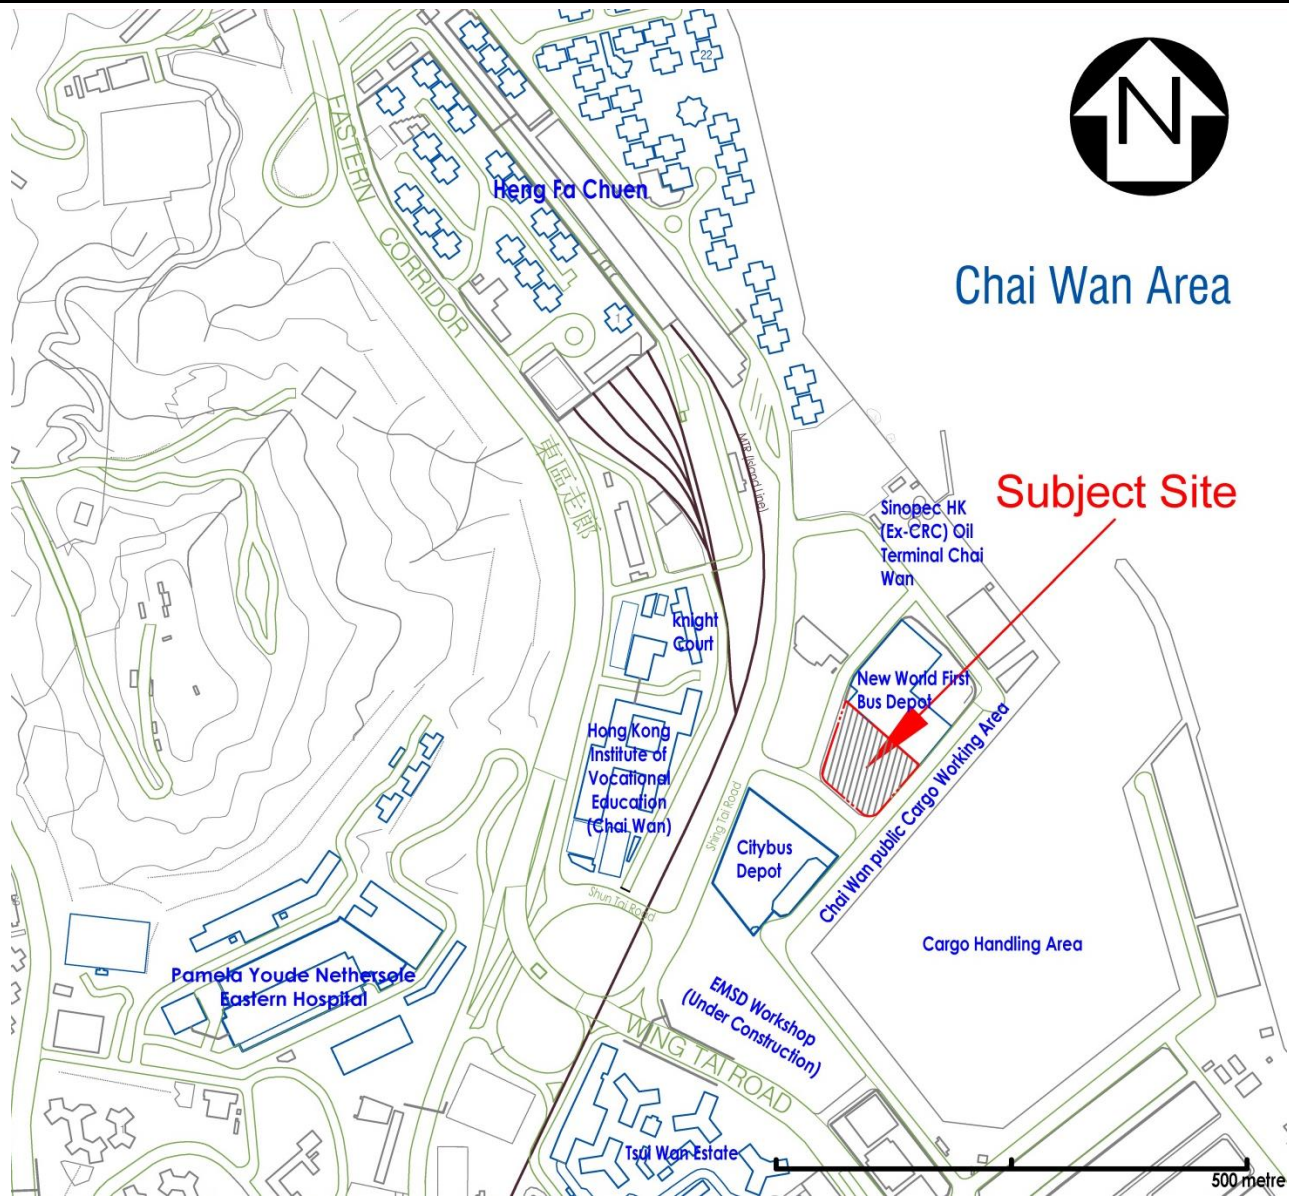 22
N
EASTERN
CORRIDOR
Heng Fa Chuen
Chai Wan Area
1
東區走廊
MTR (Island Line)
Subject Site
Sinopec HK
(Ex-CRC) Oil
Terminal Chai
Wan
knight
Court
New World First
Bus Depot
Hong Kong
Institute of
Vocational
Education
(Chai Wan)
Shing Tai Road
Citybus
Depot
Chai Wan public Cargo Working Area
Shun Tai Road
Cargo Handling Area
Pamela Youde Nethersole
Eastern Hospital
EMSD Workshop
(Under Construction)
WING TAI ROAD
Tsui Wan Estate
500 metre